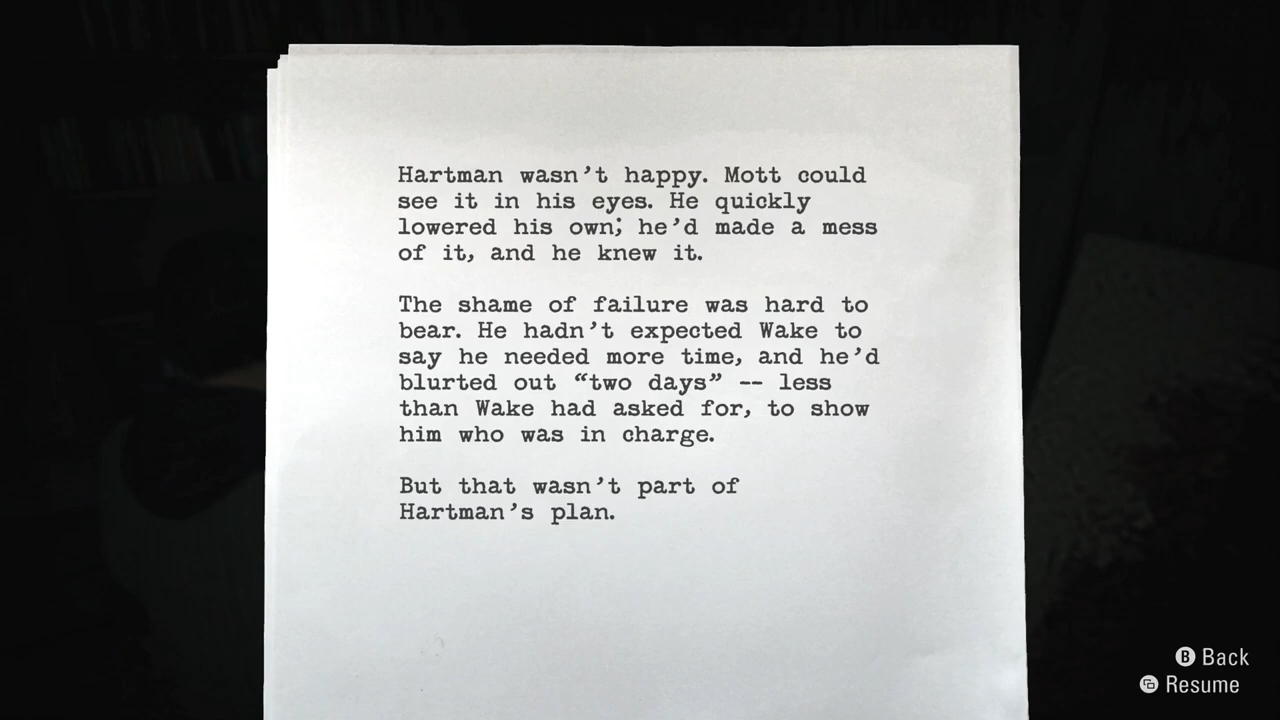 Hartman wasn’t happy. Mott could
see it in his eyes. He quickly
lowered his own; he’d made a mess
of it, and he knew it.
The shame of failure was hard to
bear. He hadn’t expected Wake to
say he needed more time, and he’d
blurted out “two days” -- less
than Wake had asked for, to show
him who was in charge.
But that wasn’t part of
Hartman’s plan.
B Back
Resume